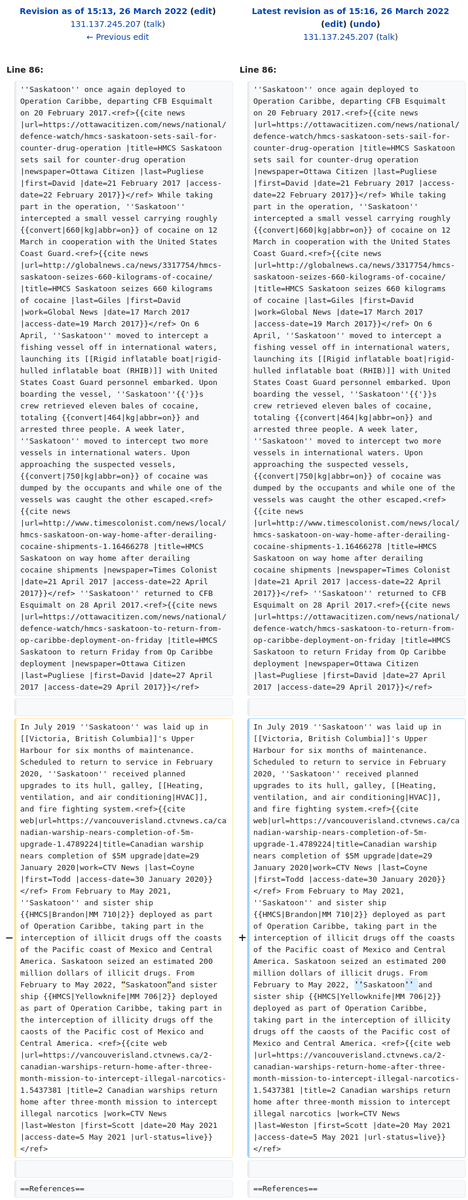 Revision as of 15:13, 26 March 2022 (edit)
131.137.245.207 (talk)
← Previous edit
Latest revision as of 15:16, 26 March 2022
(edit) (undo)
131.137.245.207 (talk)
Line 86:
''Saskatoon'' once again deployed to
Operation Caribbe, departing CFB Esquimalt
on 20 February 2017.<ref>{{cite news
|url=https://ottawacitizen.com/news/national/
defence-watch/hmcs-saskatoon-sets-sail-for-
counter-drug-operation |title=HMCS Saskatoon
sets sail for counter-drug operation
|newspaper=Ottawa Citizen |last=Pugliese
|first=David |date=21 February 2017 |access-
date=22 February 2017}}</ref> While taking
part in the operation, ''Saskatoon''
intercepted a small vessel carrying roughly
{{convert|660|kg|abbr=on}} of cocaine on 12
March in cooperation with the United States
Coast Guard.<ref>{{cite news
|url=http://globalnews.ca/news/3317754/hmcs-
saskatoon-seizes-660-kilograms-of-cocaine/
|title=HMCS Saskatoon seizes 660 kilograms
of cocaine |last=Giles |first=David
|work=Global News |date=17 March 2017
|access-date=19 March 2017}}</ref> On 6
April, ''Saskatoon'' moved to intercept a
fishing vessel off in international waters,
launching its [[Rigid inflatable boat|rigid-
hulled inflatable boat (RHIB)]] with United
States Coast Guard personnel embarked. Upon
boarding the vessel, ''Saskatoon''{{'}}s
crew retrieved eleven bales of cocaine,
totaling {{convert|464|kg|abbr=on}} and
arrested three people. A week later,
''Saskatoon'' moved to intercept two more
vessels in international waters. Upon
approaching the suspected vessels,
{{convert|750|kg|abbr=on}} of cocaine was
dumped by the occupants and while one of the
vessels was caught the other escaped.<ref>
{{cite news
|url=http://www.timescolonist.com/news/local/
hmcs-saskatoon-on-way-home-after-derailing-
cocaine-shipments-1.16466278 |title=HMCS
Saskatoon on way home after derailing
cocaine shipments |newspaper=Times Colonist
|date=21 April 2017 |access-date=22 April
2017}}</ref> ''Saskatoon'' returned to CFB
Esquimalt on 28 April 2017.<ref>{{cite news
|url=https://ottawacitizen.com/news/national/
defence-watch/hmcs-saskatoon-to-return-from-
op-caribbe-deployment-on-friday |title=HMCS
Saskatoon to return Friday from Op Caribbe
deployment |newspaper=Ottawa Citizen
|last=Pugliese |first=David |date=27 April
2017 |access-date=29 April 2017}}</ref>
−
In July 2019 ''Saskatoon'' was laid up in
[[Victoria, British Columbia]]'s Upper
Harbour for six months of maintenance.
Scheduled to return to service in February
2020, ''Saskatoon'' received planned
upgrades to its hull, galley, [[Heating,
ventilation, and air conditioning|HVAC]],
and fire fighting system.<ref>{{cite
web|url=https://vancouverisland.ctvnews.ca/ca
nadian-warship-nears-completion-of-5m-
upgrade-1.4789224|title=Canadian warship
nears completion of $5M upgrade|date=29
January 2020|work=CTV News |last=Coyne
|first=Todd |access-date=30 January 2020}}
</ref> From February to May 2021,
''Saskatoon'' and sister ship
{{HMCS|Brandon|MM 710|2}} deployed as part
of Operation Caribbe, taking part in the
interception of illicit drugs off the coasts
of the Pacific coast of Mexico and Central
America. Saskatoon seized an estimated 200
million dollars of illicit drugs. From
February to May 2022, “Saskatoon”and sister
ship {{HMCS|Yellowknife|MM 706|2}} deployed
as part of Operation Caribbe, taking part in
the interception of illicity drugs off the
caosts of the Pacific cost of Mexico and
Central America. <ref>{{cite web
|url=https://vancouverisland.ctvnews.ca/2-
canadian-warships-return-home-after-three-
month-mission-to-intercept-illegal-narcotics-
1.5437381 |title=2 Canadian warships return
home after three-month mission to intercept
illegal narcotics |work=CTV News
|last=Weston |first=Scott |date=20 May 2021
|access-date=5 May 2021 |url-status=live}}
</ref>
==References==
Line 86:
''Saskatoon'' once again deployed to
Operation Caribbe, departing CFB Esquimalt
on 20 February 2017.<ref>{{cite news
|url=https://ottawacitizen.com/news/national/
defence-watch/hmcs-saskatoon-sets-sail-for-
counter-drug-operation |title=HMCS Saskatoon
sets sail for counter-drug operation
|newspaper=Ottawa Citizen |last=Pugliese
|first=David |date=21 February 2017 |access-
date=22 February 2017}}</ref> While taking
part in the operation, ''Saskatoon''
intercepted a small vessel carrying roughly
{{convert|660|kg|abbr=on}} of cocaine on 12
March in cooperation with the United States
Coast Guard.<ref>{{cite news
|url=http://globalnews.ca/news/3317754/hmcs-
saskatoon-seizes-660-kilograms-of-cocaine/
|title=HMCS Saskatoon seizes 660 kilograms
of cocaine |last=Giles |first=David
|work=Global News |date=17 March 2017
|access-date=19 March 2017}}</ref> On 6
April, ''Saskatoon'' moved to intercept a
fishing vessel off in international waters,
launching its [[Rigid inflatable boat|rigid-
hulled inflatable boat (RHIB)]] with United
States Coast Guard personnel embarked. Upon
boarding the vessel, ''Saskatoon''{{'}}s
crew retrieved eleven bales of cocaine,
totaling {{convert|464|kg|abbr=on}} and
arrested three people. A week later,
''Saskatoon'' moved to intercept two more
vessels in international waters. Upon
approaching the suspected vessels,
{{convert|750|kg|abbr=on}} of cocaine was
dumped by the occupants and while one of the
vessels was caught the other escaped.<ref>
{{cite news
|url=http://www.timescolonist.com/news/local/
hmcs-saskatoon-on-way-home-after-derailing-
cocaine-shipments-1.16466278 |title=HMCS
Saskatoon on way home after derailing
cocaine shipments |newspaper=Times Colonist
|date=21 April 2017 |access-date=22 April
2017}}</ref> ''Saskatoon'' returned to CFB
Esquimalt on 28 April 2017.<ref>{{cite news
|url=https://ottawacitizen.com/news/national/
defence-watch/hmcs-saskatoon-to-return-from-
op-caribbe-deployment-on-friday |title=HMCS
Saskatoon to return Friday from Op Caribbe
deployment |newspaper=Ottawa Citizen
|last=Pugliese |first=David |date=27 April
2017 |access-date=29 April 2017}}</ref>
+
In July 2019 ''Saskatoon'' was laid up in
[[Victoria, British Columbia]]'s Upper
Harbour for six months of maintenance.
Scheduled to return to service in February
2020, ''Saskatoon'' received planned
upgrades to its hull, galley, [[Heating,
ventilation, and air conditioning|HVAC]],
and fire fighting system.<ref>{{cite
web|url=https://vancouverisland.ctvnews.ca/ca
nadian-warship-nears-completion-of-5m-
upgrade-1.4789224|title=Canadian warship
nears completion of $5M upgrade|date=29
January 2020|work=CTV News |last=Coyne
|first=Todd |access-date=30 January 2020}}
</ref> From February to May 2021,
''Saskatoon'' and sister ship
{{HMCS|Brandon|MM 710|2}} deployed as part
of Operation Caribbe, taking part in the
interception of illicit drugs off the coasts
of the Pacific coast of Mexico and Central
America. Saskatoon seized an estimated 200
million dollars of illicit drugs. From
February to May 2022, ''Saskatoon'' and
sister ship {{HMCS|Yellowknife|MM 706|2}}
deployed as part of Operation Caribbe,
taking part in the interception of illicity
drugs off the caosts of the Pacific cost of
Mexico and Central America. <ref>{{cite web
|url=https://vancouverisland.ctvnews.ca/2-
canadian-warships-return-home-after-three-
month-mission-to-intercept-illegal-narcotics-
1.5437381 |title=2 Canadian warships return
home after three-month mission to intercept
illegal narcotics |work=CTV News
|last=Weston |first=Scott |date=20 May 2021
|access-date=5 May 2021 |url-status=live}}
</ref>
==References==